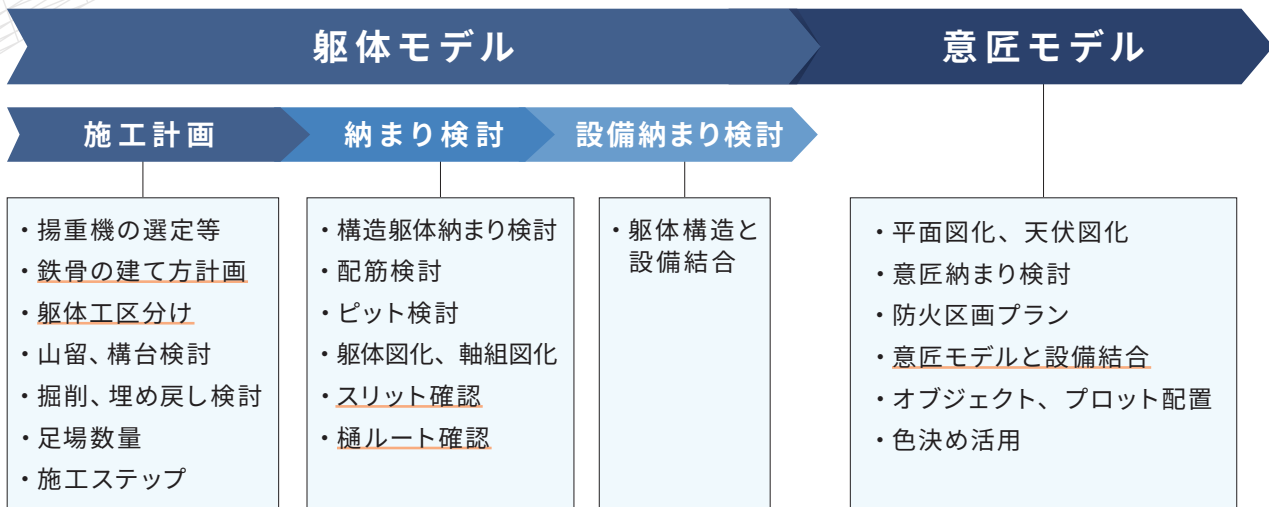 躯体モデル
意匠モデル
施工計画
納まり検討
設備納まり検討
・揚重機の選定等
・鉄骨の建て方計画
・躯体工区分け
・山留、構台検討
・掘削、埋め戻し検討
・足場数量
・施工ステップ
・構造躯体納まり検討
・配筋検討
・ピット検討
・躯体図化、軸組図化
・スリット確認
・樋ルート確認
・躯体構造と
設備結合
・平面図化、天伏図化
・意匠納まり検討
・防火区画プラン
・意匠モデルと設備結合
・オブジェクト、プロット配置
・色決め活用